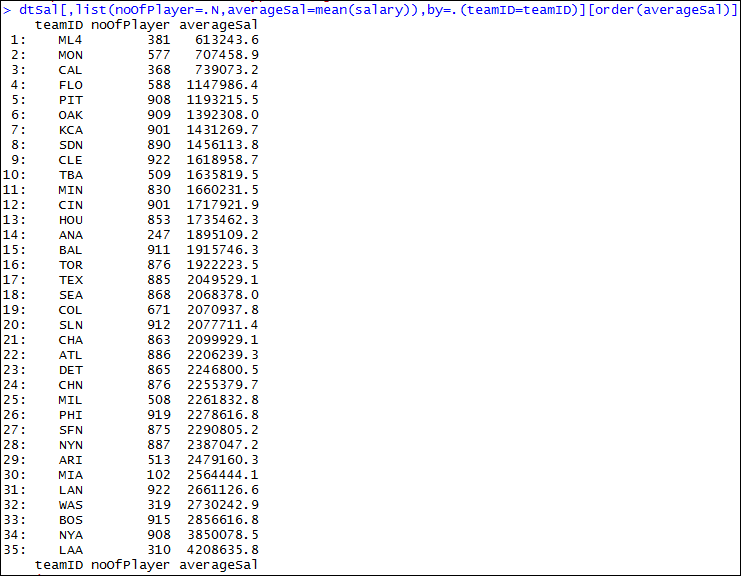 > dtSal[,list(noOfPlayer=.N,averageSal=mean(salary)),by=.(teamID=teamID)][order(averageSal)]
teamID noOfPlayer averageSal
1: ML4 381 613243.6
2: MON 577 707458.9
3: CAL 368 739073.2
4: FLO 588 1147986.4
5: PIT 908 1193215.5
6: OAK 909 1392308.0
7: KCA 901 1431269.7
8: SDN 890 1456113.8
9: CLE 922 1618958.7
10: TBA 509 1635819.5
11: MIN 830 1660231.5
12: CIN 901 1717921.9
13: HOU 853 1735462.3
14: ANA 247 1895109.2
15: BAL 911 1915746.3
16: TOR 876 1922223.5
17: TEX 885 2049529.1
18: SEA 868 2068378.0
19: COL 671 2070937.8
20: SLN 912 2077711.4
21: CHA 863 2099929.1
22: ATL 886 2206239.3
23: DET 865 2246800.5
24: CHN 876 2255379.7
25: MIL 508 2261832.8
26: PHI 919 2278616.8
27: SFN 875 2290805.2
28: NYN 887 2387047.2
29: ARI 513 2479160.3
30: MIA 102 2564444.1
31: LAN 922 2661126.6
32: WAS 319 2730242.9
33: BOS 915 2856616.8
34: NYA 908 3850078.5
35: LAA 310 4208635.8
teamID noOfPlayer averageSal